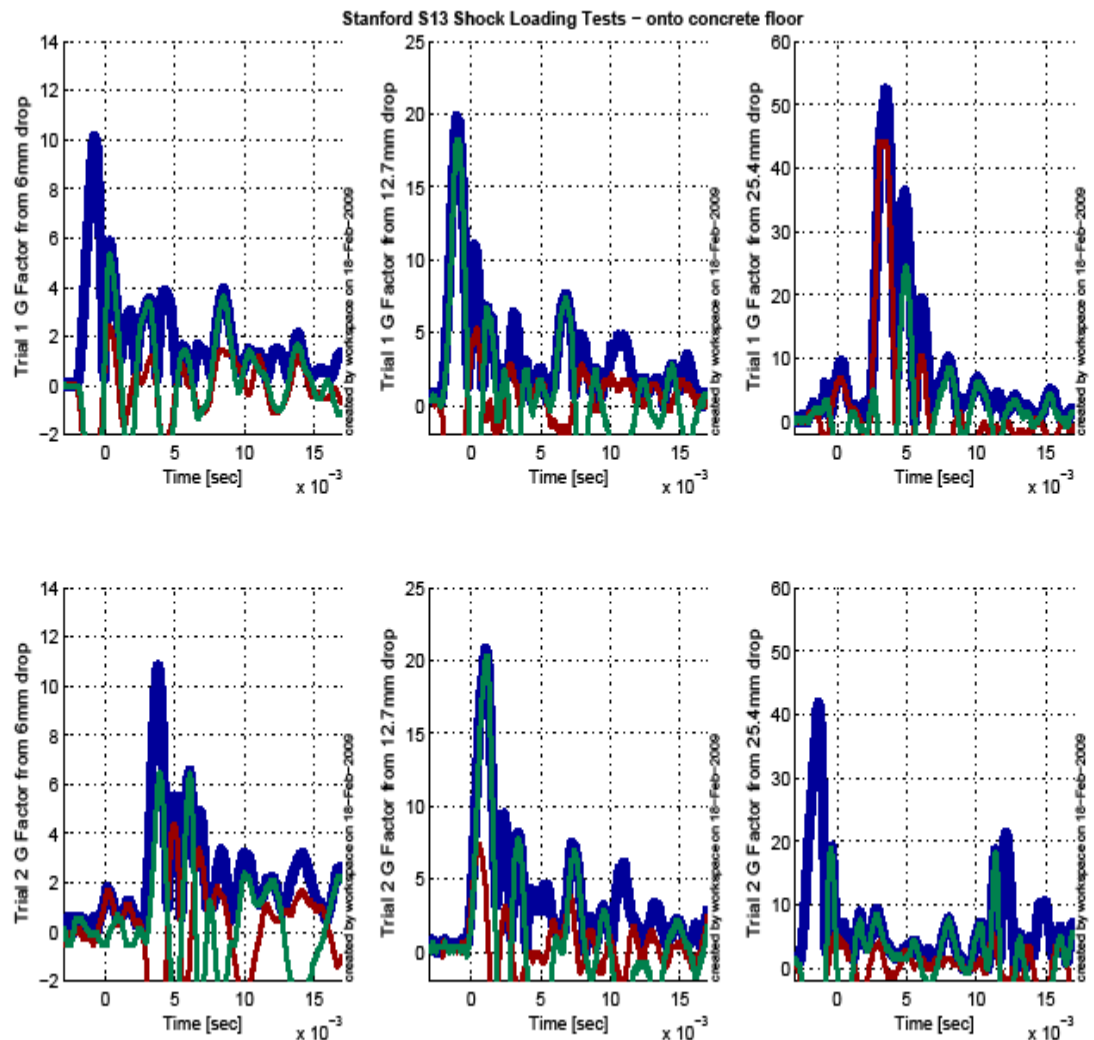 Stanford S13 Shock Loading Tests – onto concrete floor
Trial 1 G Factor from 6mm drop
14
12
10
8
6
4
2
0
−2
0 5 10 15
Time [sec]
x 10⁻³
created by workspace on 18−Feb−2009
Trial 1 G Factor from 12.7mm drop
25
20
15
10
5
0
0 5 10 15
Time [sec]
x 10⁻³
created by workspace on 18−Feb−2009
Trial 1 G Factor from 25.4mm drop
60
50
40
30
20
10
0
0 5 10 15
Time [sec]
x 10⁻³
created by workspace on 18−Feb−2009
Trial 2 G Factor from 6mm drop
14
12
10
8
6
4
2
0
−2
0 5 10 15
Time [sec]
x 10⁻³
created by workspace on 18−Feb−2009
Trial 2 G Factor from 12.7mm drop
25
20
15
10
5
0
0 5 10 15
Time [sec]
x 10⁻³
created by workspace on 18−Feb−2009
Trial 2 G Factor from 25.4mm drop
60
50
40
30
20
10
0
0 5 10 15
Time [sec]
x 10⁻³
created by workspace on 18−Feb−2009